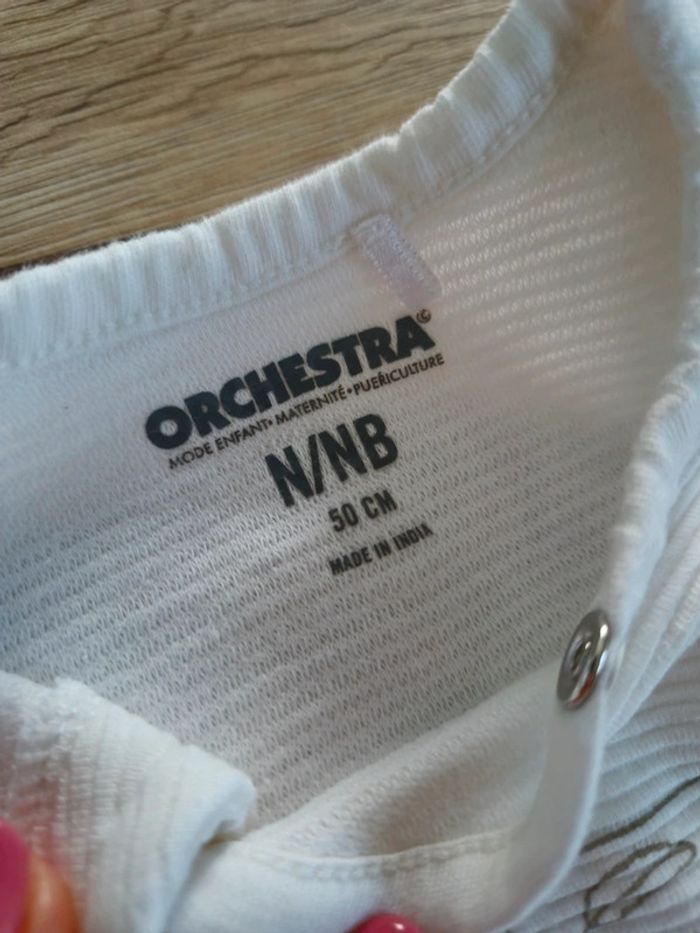 ORCHESTRA©
MODE ENFANT• MATERNITÉ•PUÉRICULTURE
N/NB
50 CM
MADE IN INDIA